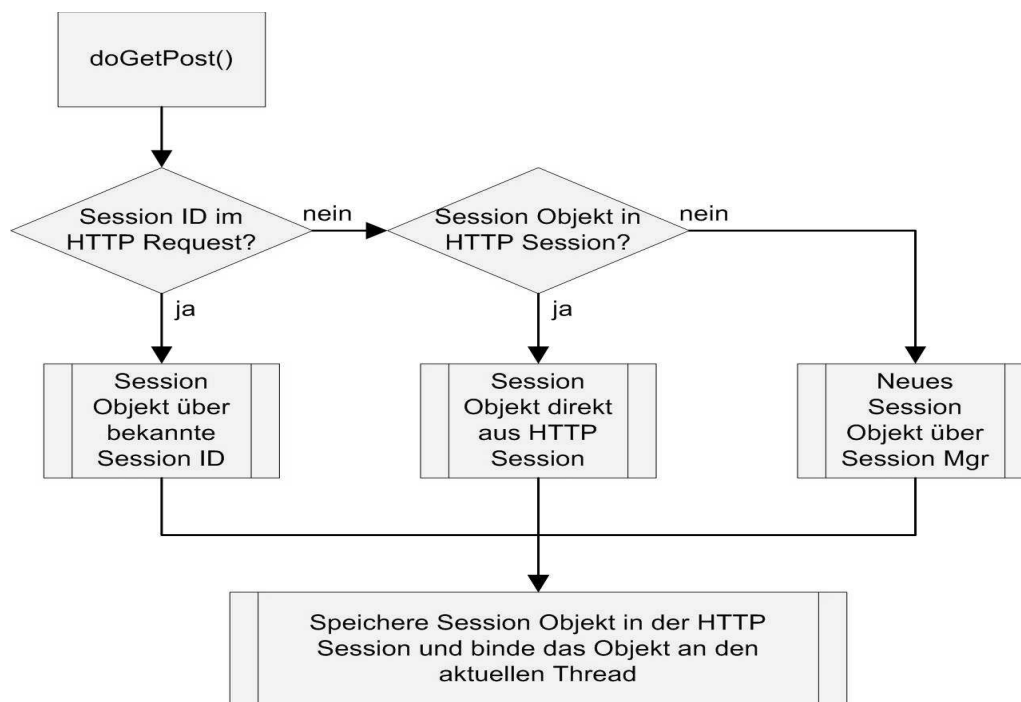 doGetPost()
Session ID im
HTTP Request?
nein
Session Objekt in
HTTP Session?
nein
ja
ja
Session
Objekt über
bekannte
Session ID
Session
Objekt direkt
aus HTTP
Session
Neues
Session
Objekt über
Session Mgr
Speichere Session Objekt in der HTTP
Session und binde das Objekt an den
aktuellen Thread